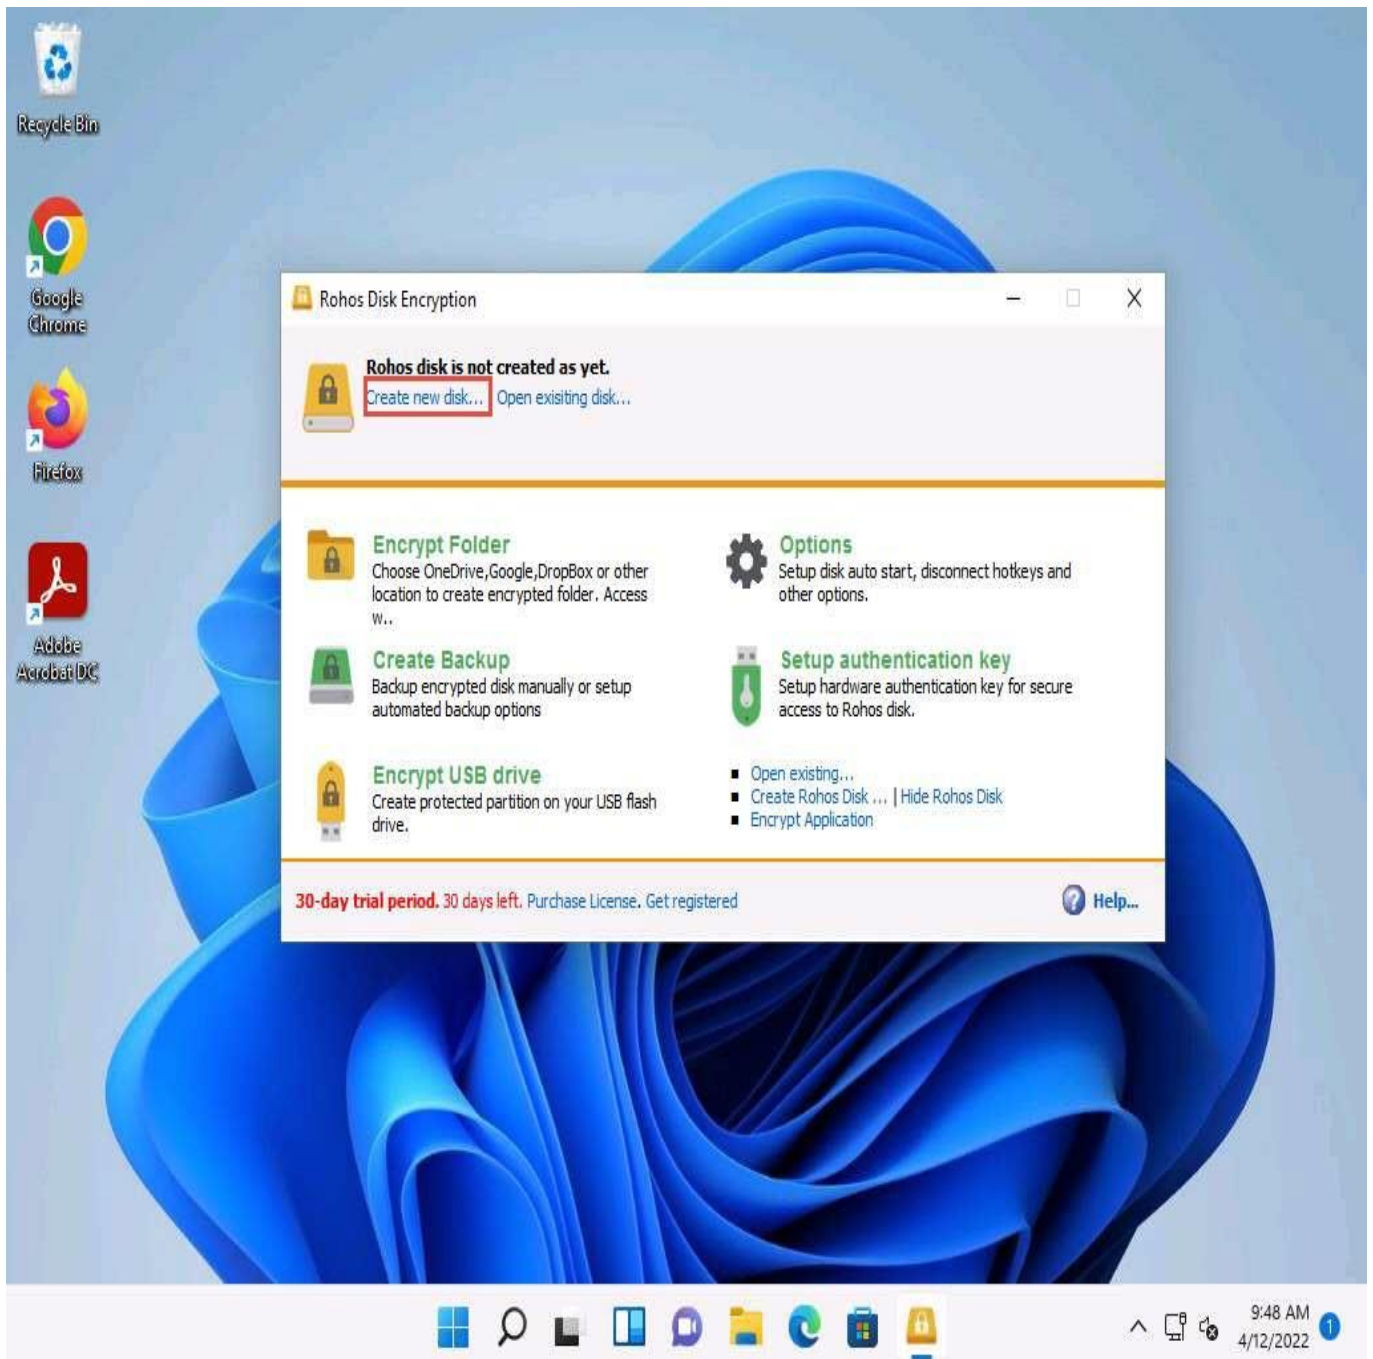 Recycle Bin
Google
Chrome
Firefox
Adobe
Acrobat DC
Rohos Disk Encryption
Rohos disk is not created as yet.
Create new disk... Open exisiting disk...
Encrypt Folder
Choose OneDrive,Google,DropBox or other
location to create encrypted folder. Access
w..
Options
Setup disk auto start, disconnect hotkeys and
other options.
Create Backup
Backup encrypted disk manually or setup
automated backup options
Setup authentication key
Setup hardware authentication key for secure
access to Rohos disk.
Encrypt USB drive
Create protected partition on your USB flash
drive.
Open existing...
Create Rohos Disk ... | Hide Rohos Disk
Encrypt Application
30-day trial period. 30 days left. Purchase License. Get registered
Help...
9:48 AM
4/12/2022
1